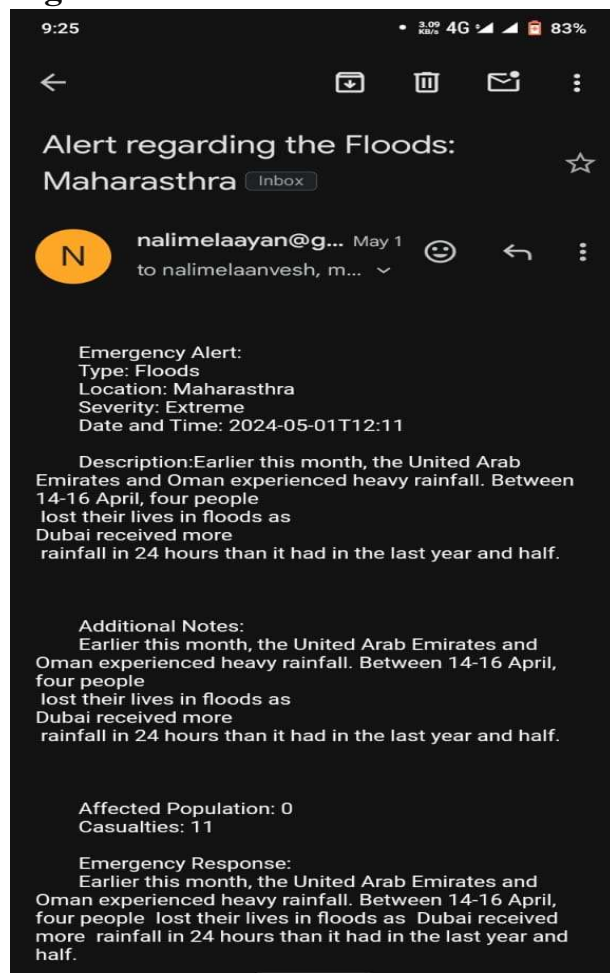 9:25 • 3.09 KB/s 4G 83%
Alert regarding the Floods:
Maharasthra Inbox
N
nalimelaayan@g... May 1
to nalimelaanvesh, m...
Emergency Alert:
Type: Floods
Location: Maharasthra
Severity: Extreme
Date and Time: 2024-05-01T12:11
Description:Earlier this month, the United Arab
Emirates and Oman experienced heavy rainfall. Between
14-16 April, four people
lost their lives in floods as
Dubai received more
rainfall in 24 hours than it had in the last year and half.
Additional Notes:
Earlier this month, the United Arab Emirates and
Oman experienced heavy rainfall. Between 14-16 April,
four people
lost their lives in floods as
Dubai received more
rainfall in 24 hours than it had in the last year and half.
Affected Population: 0
Casualties: 11
Emergency Response:
Earlier this month, the United Arab Emirates and
Oman experienced heavy rainfall. Between 14-16 April,
four people lost their lives in floods as Dubai received
more rainfall in 24 hours than it had in the last year and
half.